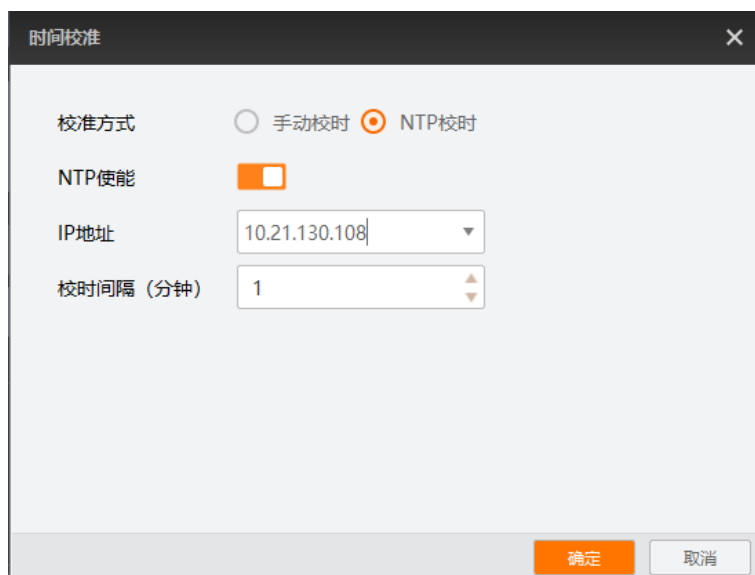 时间校准
校准方式 手动校时 NTP校时
NTP使能
IP地址 10.21.130.108
校时间隔（分钟） 1
确定 取消